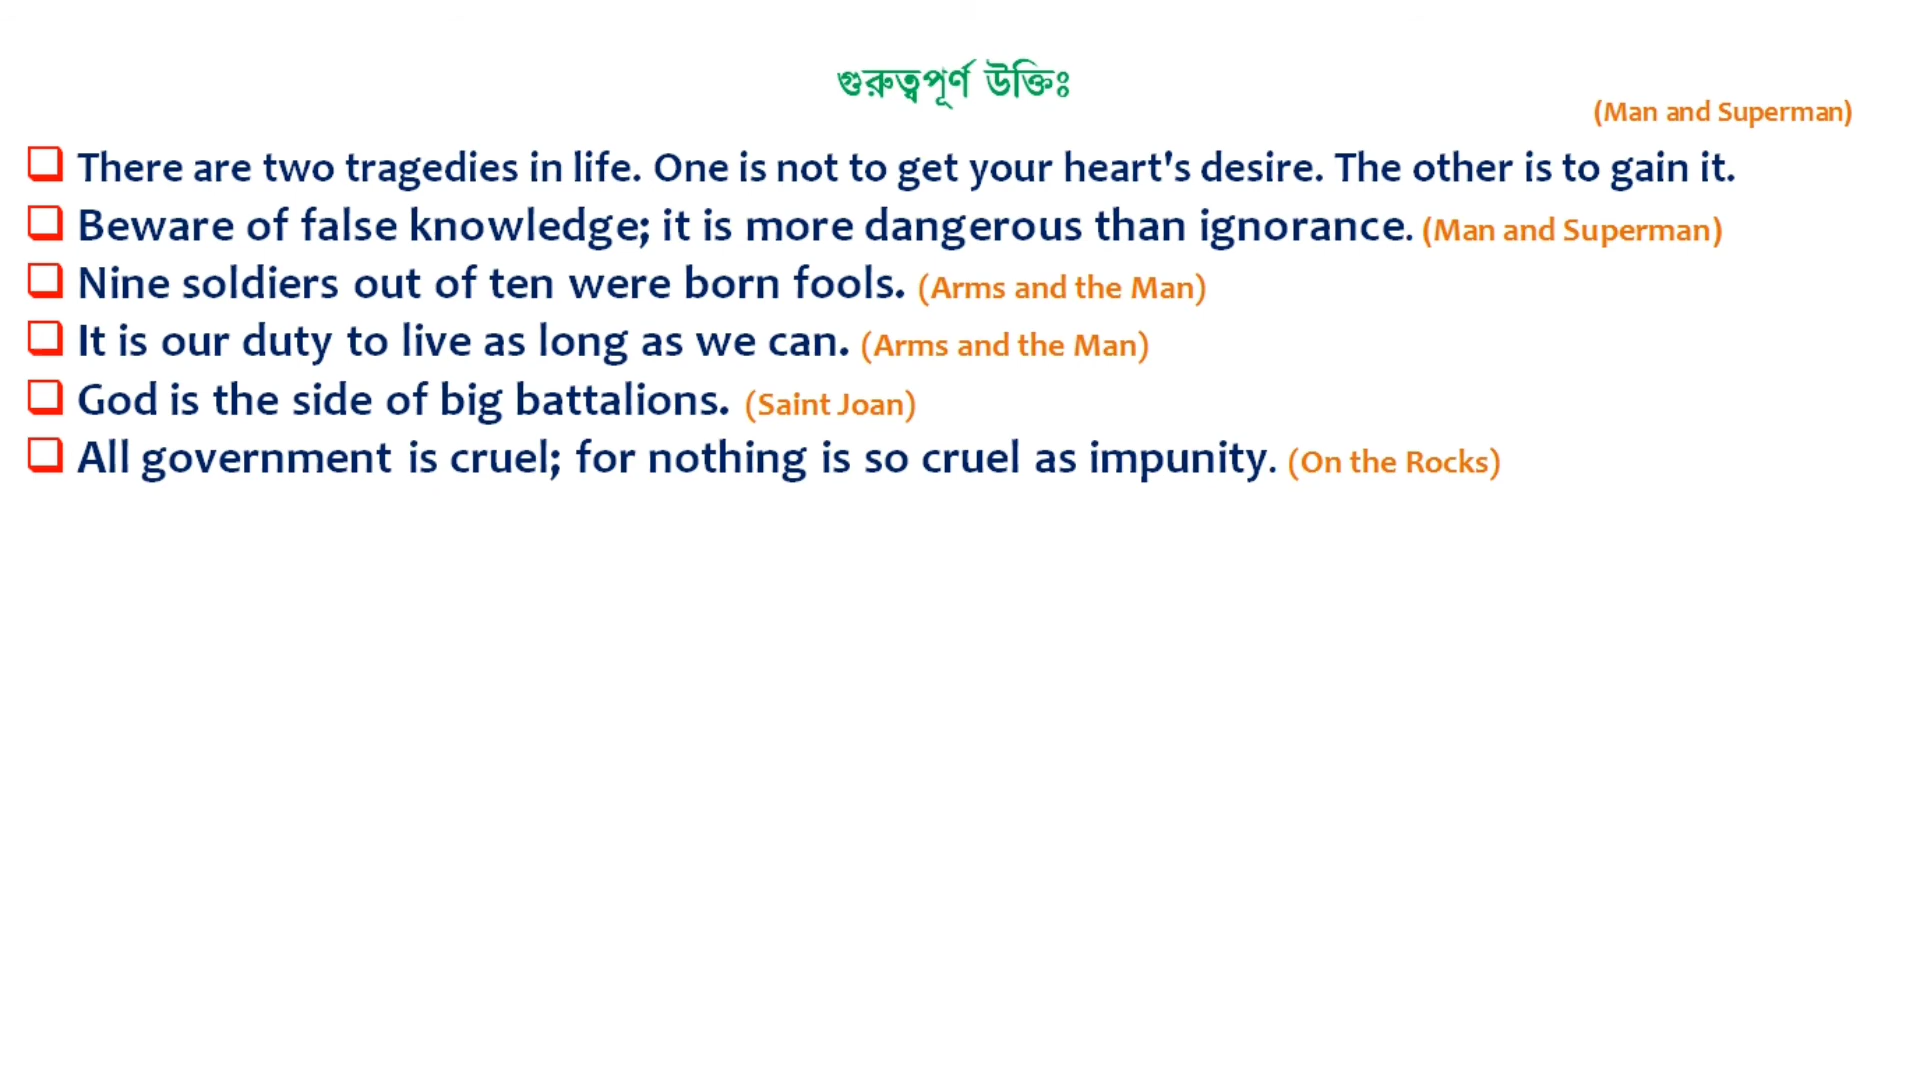 গুরুত্বপূর্ণ উক্তিঃ
(Man and Superman)
There are two tragedies in life. One is not to get your heart's desire. The other is to gain it.
Beware of false knowledge; it is more dangerous than ignorance. (Man and Superman)
Nine soldiers out of ten were born fools. (Arms and the Man)
It is our duty to live as long as we can. (Arms and the Man)
God is the side of big battalions. (Saint Joan)
All government is cruel; for nothing is so cruel as impunity. (On the Rocks)